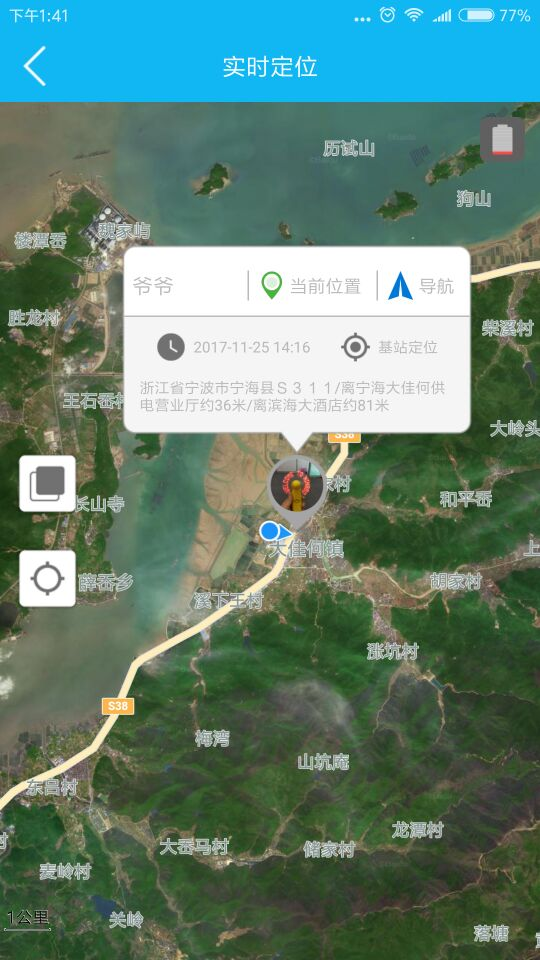 下午1:41
77%
实时定位
历试山
狗山
魏家屿
楼潭岙
胜龙村
柴溪村
爷爷
当前位置
导航
2017-11-25 14:16
基站定位
浙江省宁波市宁海县Ｓ３１１/离宁海大佳何供
电营业厅约36米/离滨海大酒店约81米
王石岙村
大岭头
S38
和平岙
长山寺
大佳何镇
上
薛岙乡
胡家村
溪下王村
涨坑村
S38
梅湾
山坑庵
东吕村
龙潭村
大岙马村
储家村
村
麦岭村
1公里
关岭
落塘